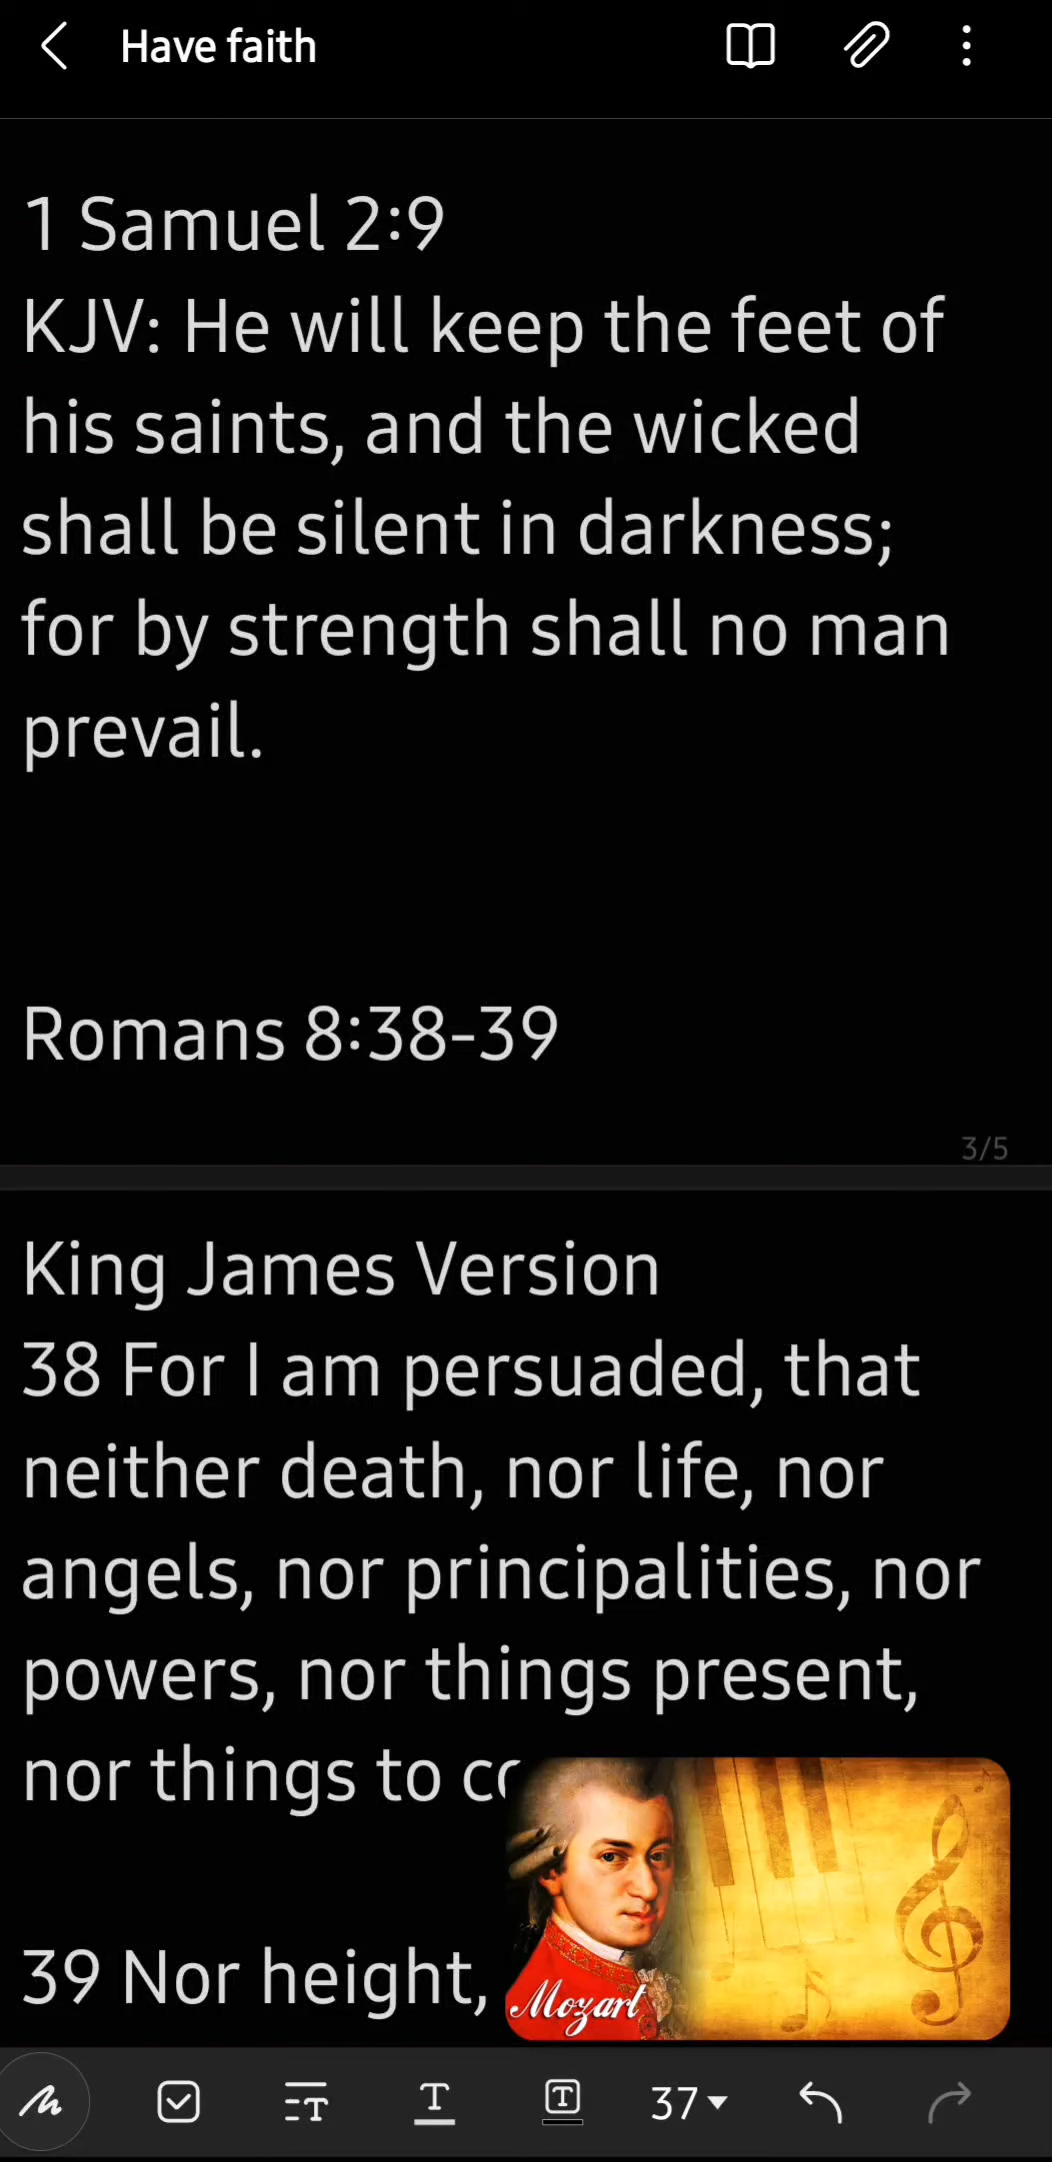 Have faith
1 Samuel 2:9
KJV: He will keep the feet of
his saints, and the wicked
shall be silent in darkness;
for by strength shall no man
prevail.
Romans 8:38-39
3/5
King James Version
38 For I am persuaded, that
neither death, nor life, nor
angels, nor principalities, nor
powers, nor things present,
nor things to
39 Nor height,
Mozart
37